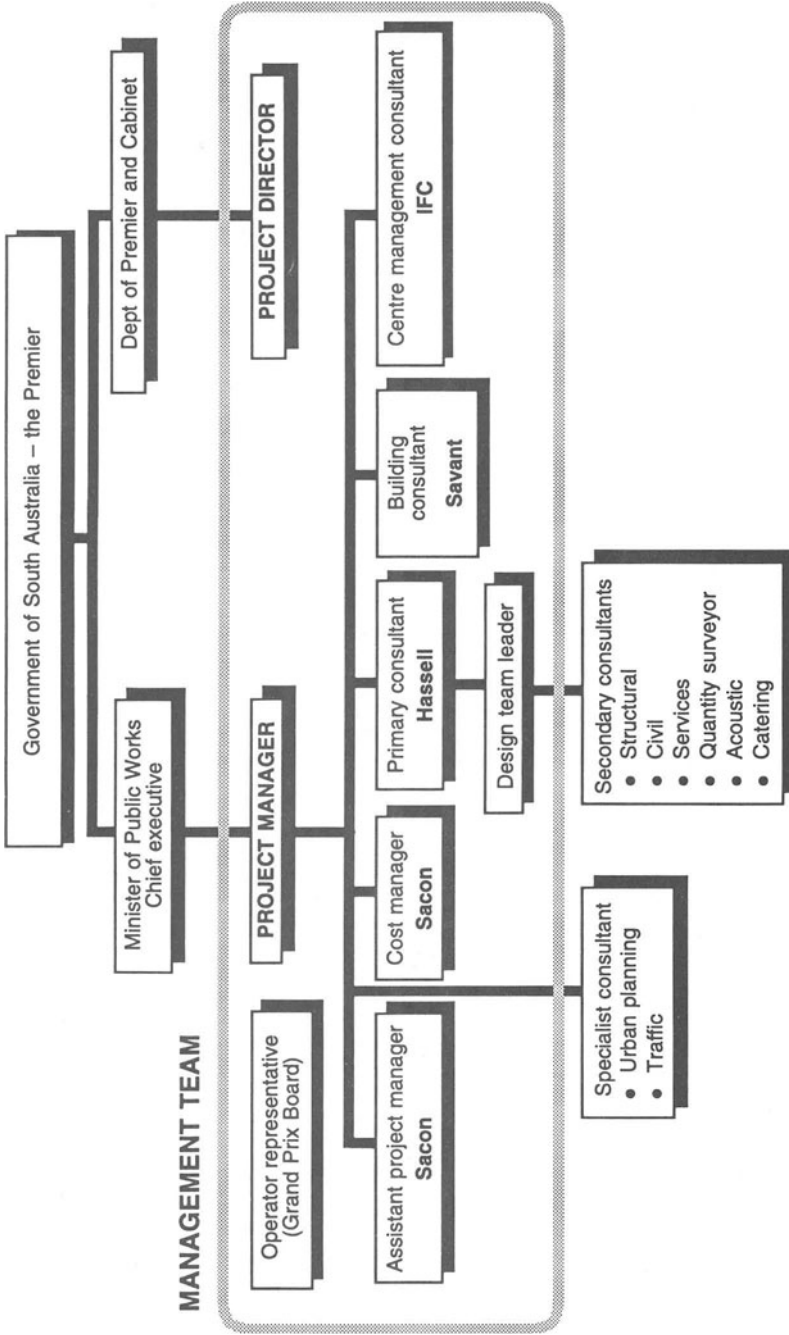 Government of South Australia – the Premier
Minister of Public Works
Chief executive
Dept of Premier and Cabinet
MANAGEMENT TEAM
Operator representative
(Grand Prix Board)
PROJECT MANAGER
PROJECT DIRECTOR
Assistant project manager
Sacon
Cost manager
Sacon
Primary consultant
Hassell
Building
consultant
Savant
Centre management consultant
IFC
Design team leader
Specialist consultant
• Urban planning
• Traffic
Secondary consultants
• Structural
• Civil
• Services
• Quantity surveyor
• Acoustic
• Catering